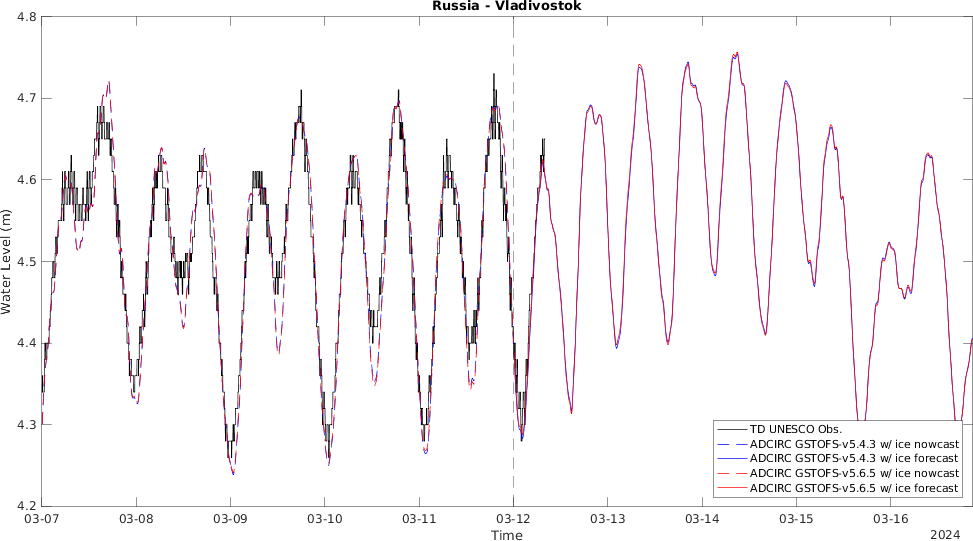 Russia - Vladivostok
4.8
4.7
4.6
4.5
4.4
4.3
4.2
Water Level (m)
TD UNESCO Obs.
ADCIRC GSTOFS-v5.4.3 w/ ice nowcast
ADCIRC GSTOFS-v5.4.3 w/ ice forecast
ADCIRC GSTOFS-v5.6.5 w/ ice nowcast
ADCIRC GSTOFS-v5.6.5 w/ ice forecast
03-07 03-08 03-09 03-10 03-11 03-12 03-13 03-14 03-15 03-16
Time
2024